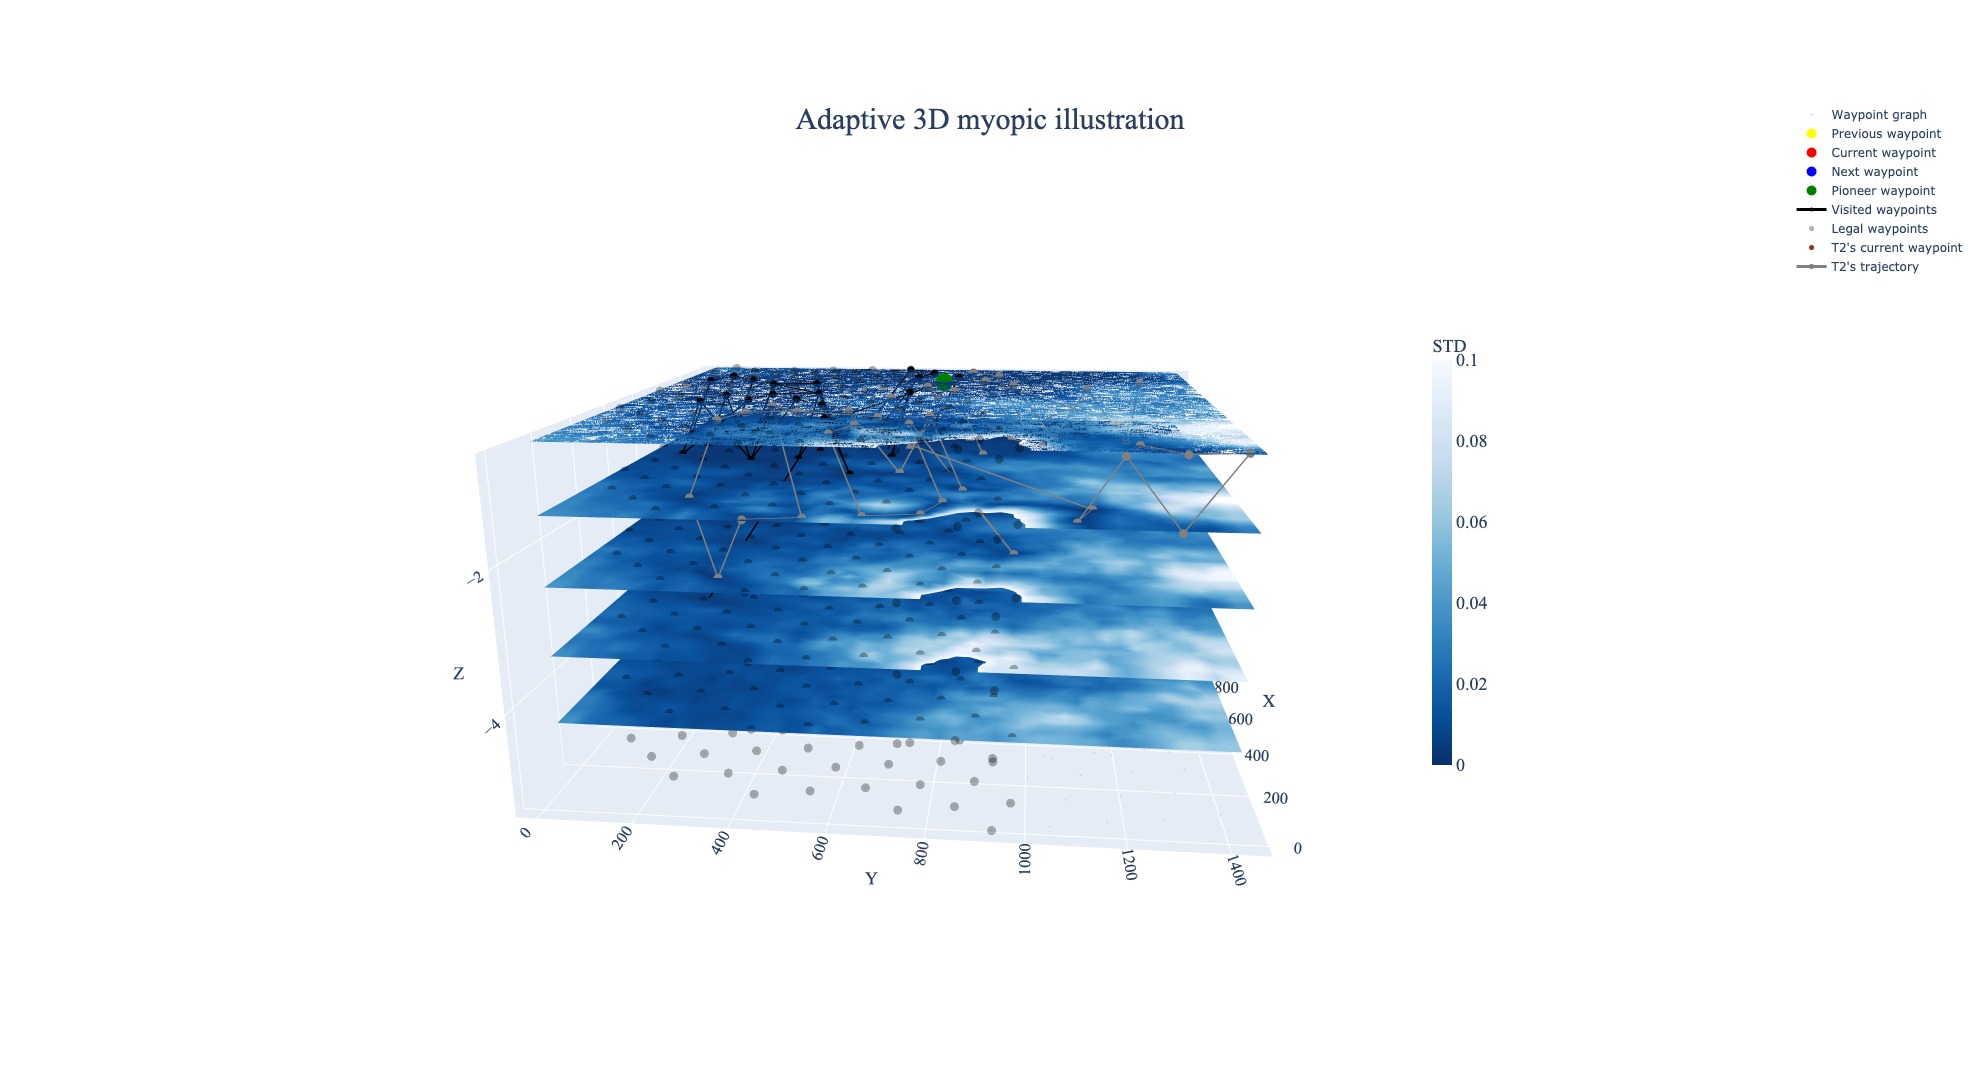 Adaptive 3D myopic illustration
Waypoint graph
Previous waypoint
Current waypoint
Next waypoint
Pioneer waypoint
Visited waypoints
Legal waypoints
T2's current waypoint
T2's trajectory
STD
0.1
0.08
0.06
0.04
0.02
0
−2
−4
Z
800
600
400
200
0
X
0
200
400
600
800
1000
1200
1400
Y